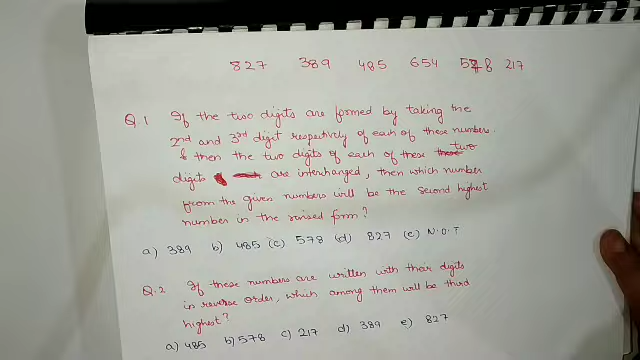 827 389 485 654 578 217
Q 1 If the two digits are formed by taking the
2nd and 3rd digit respectively of each of these numbers
& then the two digits of each of these two
digits are interhanged, then which number
from the given numbers will be the second highest
number in the revised form?
a) 389 b) 485 (c) 578 (d) 827 (e) N.O.T
Q.2 If these numbers are written with their digits
in reverse order, which among them will be third
highest?
a) 485 b) 578 c) 217 d) 389 e) 827